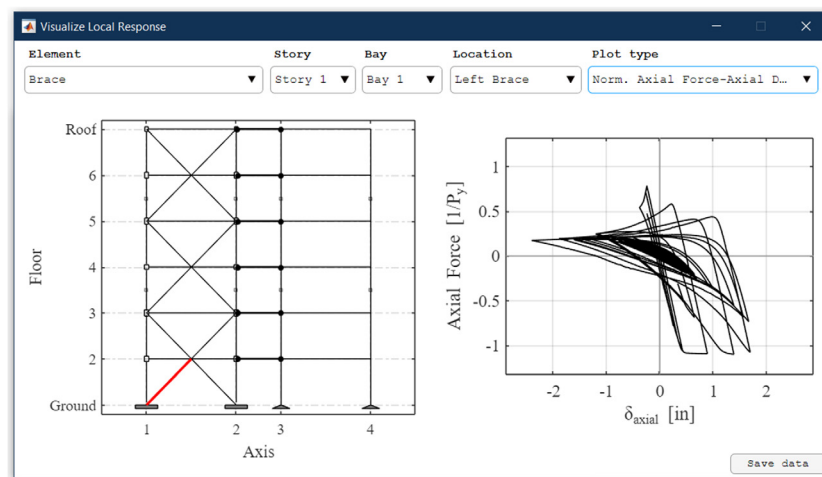 Visualize Local Response
Element Story Bay Location Plot type
Brace Story 1 Bay 1 Left Brace Norm. Axial Force-Axial D...
Roof
6
5
4
3
2
Ground
Floor
1 2 3 4
Axis
1
0.5
0
-0.5
-1
Axial Force [1/Py]
-2 -1 0 1 2
δaxial [in]
Save data